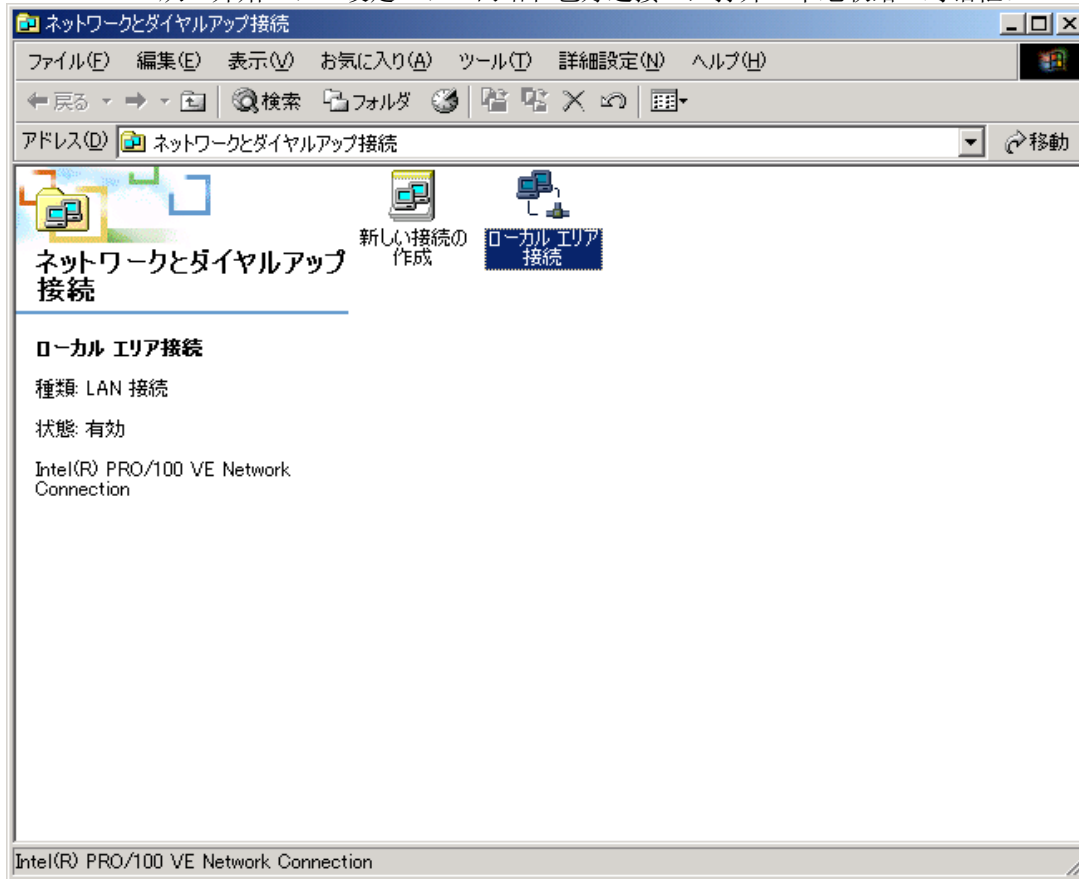 ネットワークとダイヤルアップ接続
ファイル(F) 編集(E) 表示(V) お気に入り(A) ツール(T) 詳細設定(N) ヘルプ(H)
戻る 検索 フォルダ
アドレス(D) ネットワークとダイヤルアップ接続 移動
新しい接続の
作成
ローカル エリア
接続
ネットワークとダイヤルアップ
接続
ローカル エリア接続
種類: LAN 接続
状態: 有効
Intel(R) PRO/100 VE Network
Connection
Intel(R) PRO/100 VE Network Connection